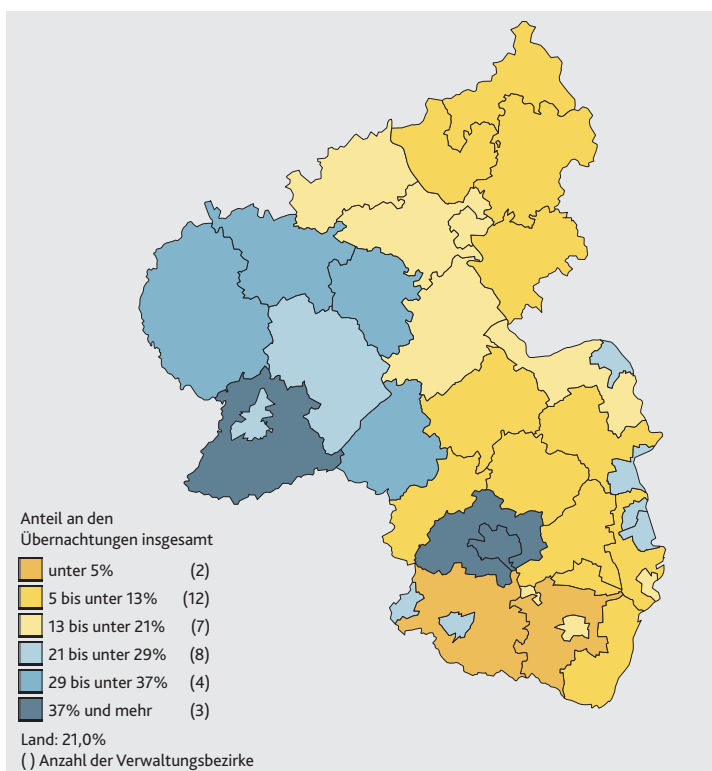 Anteil an den
Übernachtungen insgesamt
unter 5% (2)
5 bis unter 13% (12)
13 bis unter 21% (7)
21 bis unter 29% (8)
29 bis unter 37% (4)
37% und mehr (3)
Land: 21,0%
( ) Anzahl der Verwaltungsbezirke